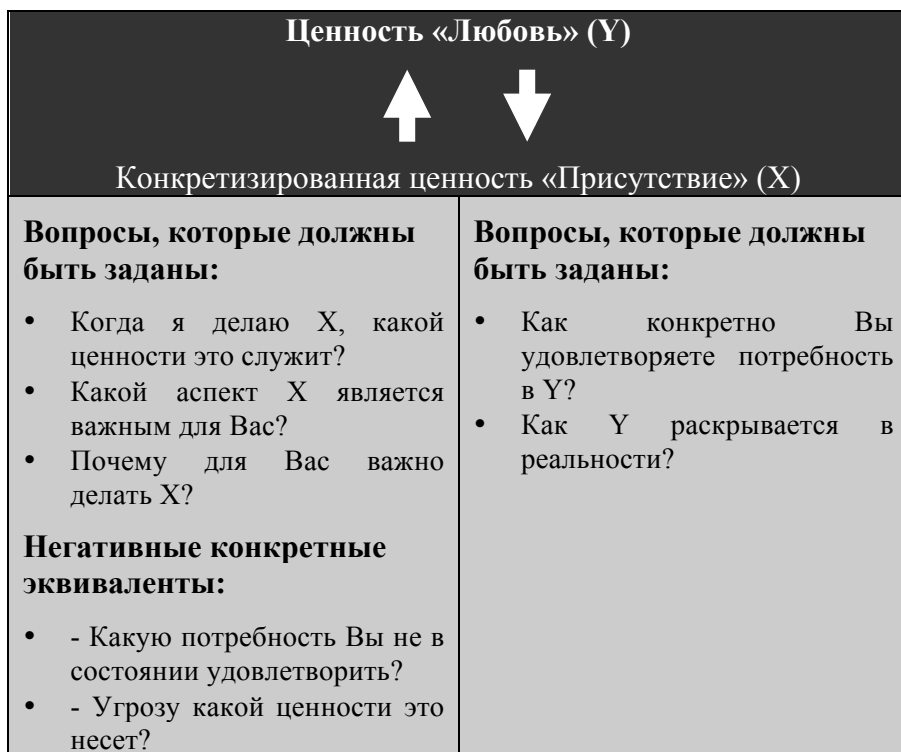 Ценность «Любовь» (Y)
Конкретизированная ценность «Присутствие» (X)
Вопросы, которые должны
быть заданы:
• Когда я делаю X, какой
ценности это служит?
• Какой аспект X является
важным для Вас?
• Почему для Вас важно
делать X?
Негативные конкретные
эквиваленты:
• - Какую потребность Вы не в
состоянии удовлетворить?
• - Угрозу какой ценности это
несет?
Вопросы, которые должны
быть заданы:
• Как конкретно Вы
удовлетворяете потребность
в Y?
• Как Y раскрывается в
реальности?